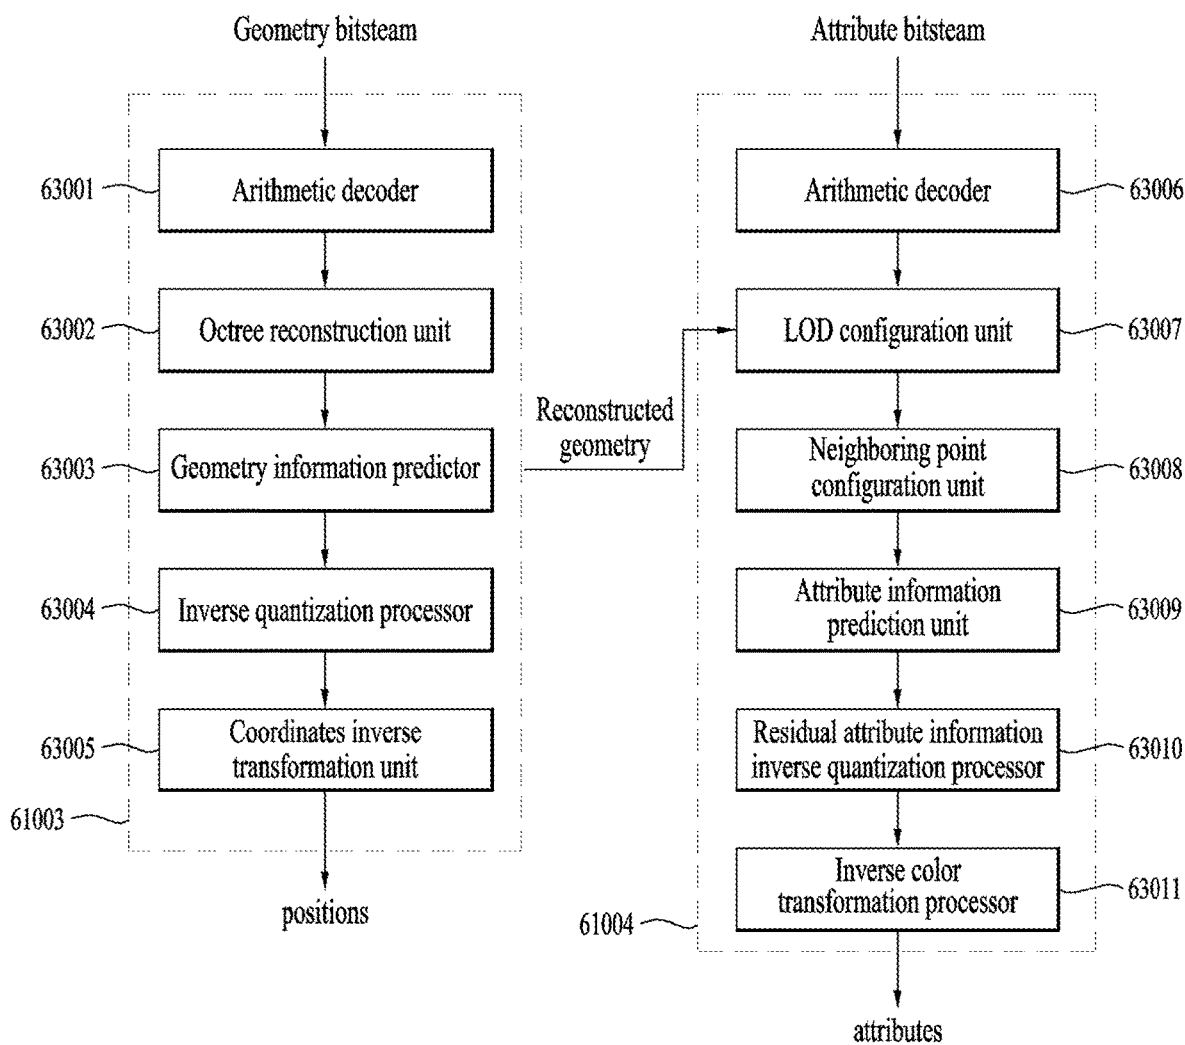 Geometry bitsteam
63001
Arithmetic decoder
63002
Octree reconstruction unit
63003
Geometry information predictor
63004
Inverse quantization processor
63005
Coordinates inverse
transformation unit
61003
positions
Reconstructed
geometry
Attribute bitsteam
Arithmetic decoder
63006
LOD configuration unit
63007
Neighboring point
configuration unit
63008
Attribute information
prediction unit
63009
Residual attribute information
inverse quantization processor
63010
Inverse color
transformation processor
63011
61004
attributes